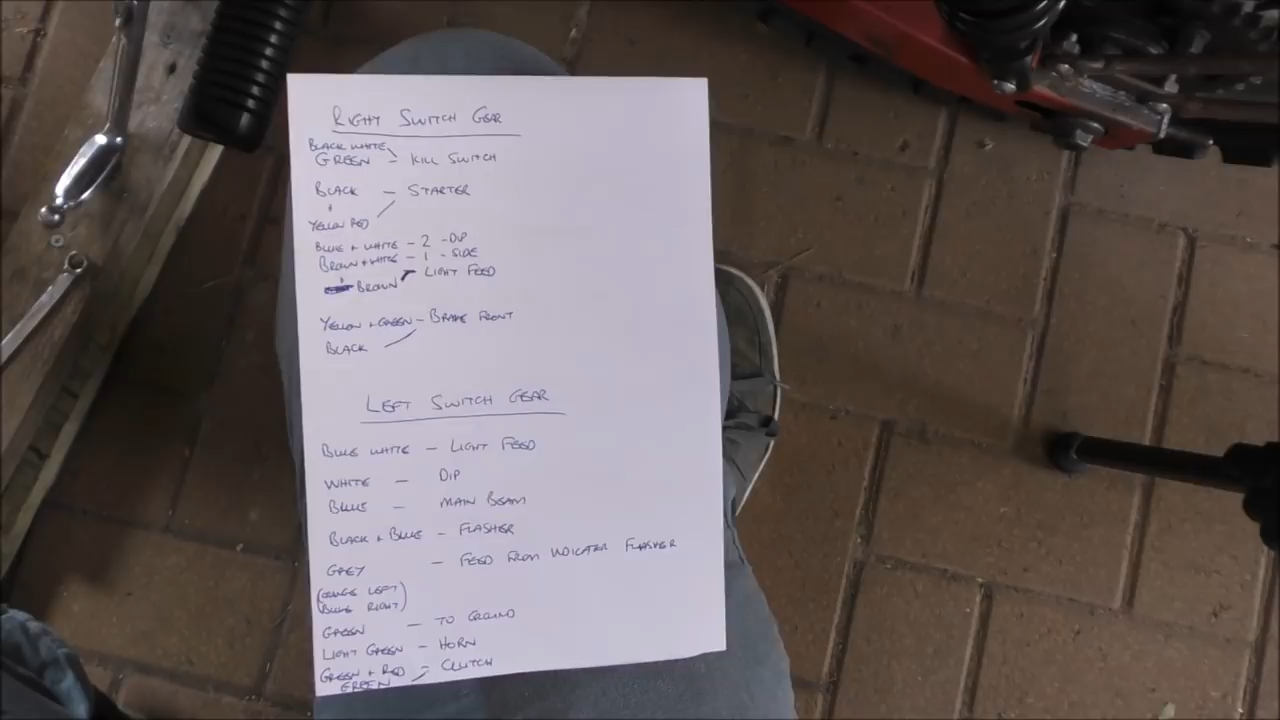 RIGHT SWITCH GEAR
BLACK WHITE
GREEN - KILL SWITCH
BLACK - STARTER
+
YELLOW RED
BLUE + WHITE - 2 - DIP
BROWN + WHITE - 1 - SIDE
+
BROWN LIGHT FEED
YELLOW + GREEN - BRAKE FRONT
BLACK
LEFT SWITCH GEAR
BLUE WHITE - LIGHT FEED
WHITE - DIP
BLUE - MAIN BEAM
BLACK + BLUE - FLASHER
GREY - FEED FROM INDICATER FLASHER
(ORANGE LEFT)
(BLUE RIGHT)
GREEN - TO GROUND
LIGHT GREEN - HORN
GREEN + RED - CLUTCH
GREEN